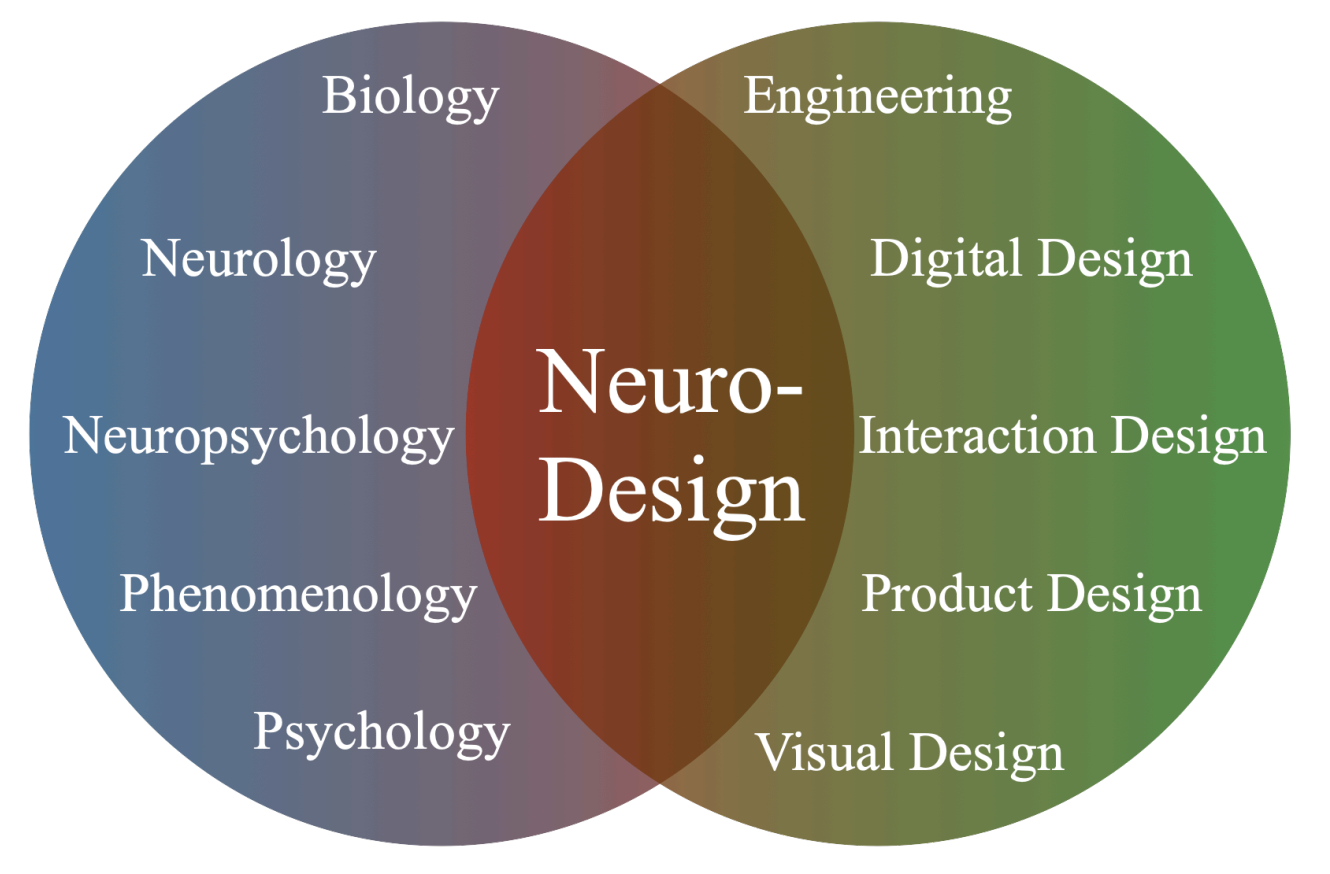 Biology
Engineering
Neurology
Digital Design
Neuro-
Design
Neuropsychology
Interaction Design
Phenomenology
Product Design
Psychology
Visual Design